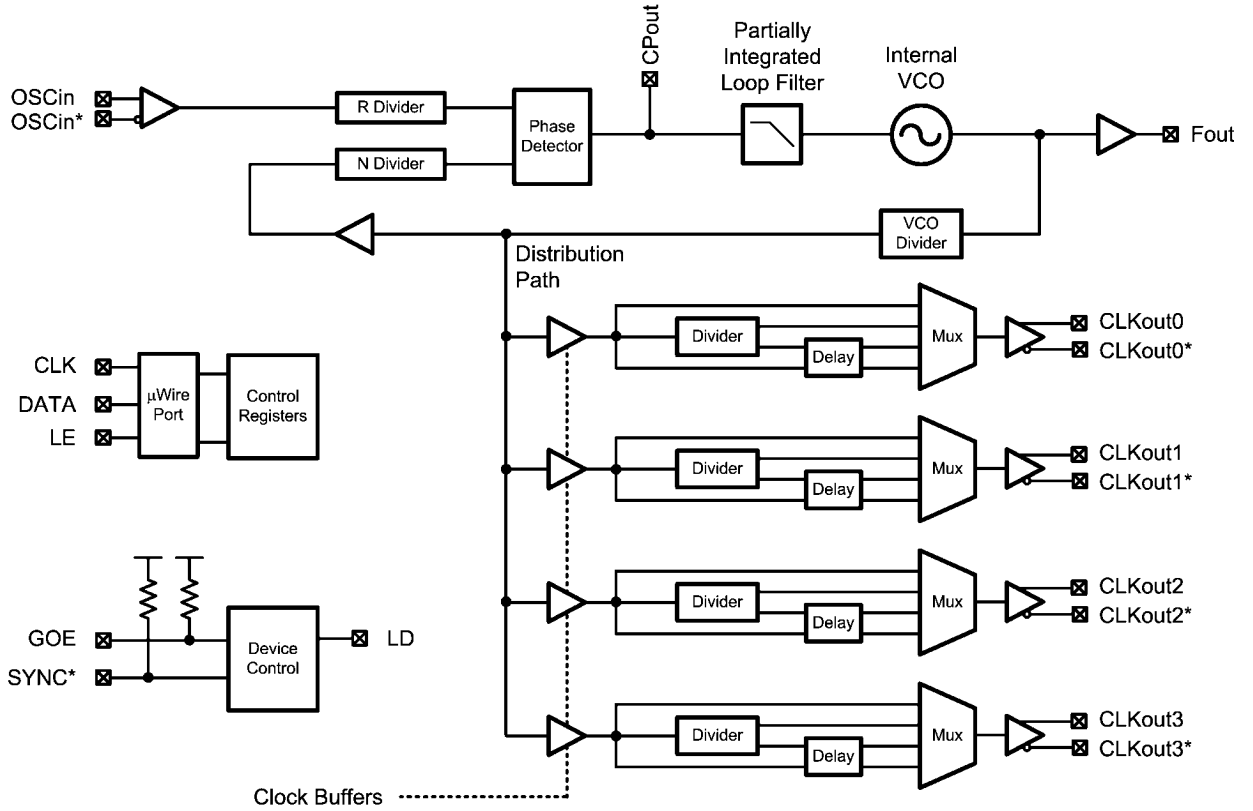 CPout
Partially
Integrated
Loop Filter
Internal
VCO
OSCin
OSCin*
R Divider
N Divider
Phase
Detector
Fout
VCO
Divider
Distribution
Path
Divider
Delay
Mux
CLKout0
CLKout0*
CLK
DATA
LE
µWire
Port
Control
Registers
Divider
Delay
Mux
CLKout1
CLKout1*
Divider
Delay
Mux
CLKout2
CLKout2*
GOE
SYNC*
Device
Control
LD
Divider
Delay
Mux
CLKout3
CLKout3*
Clock Buffers